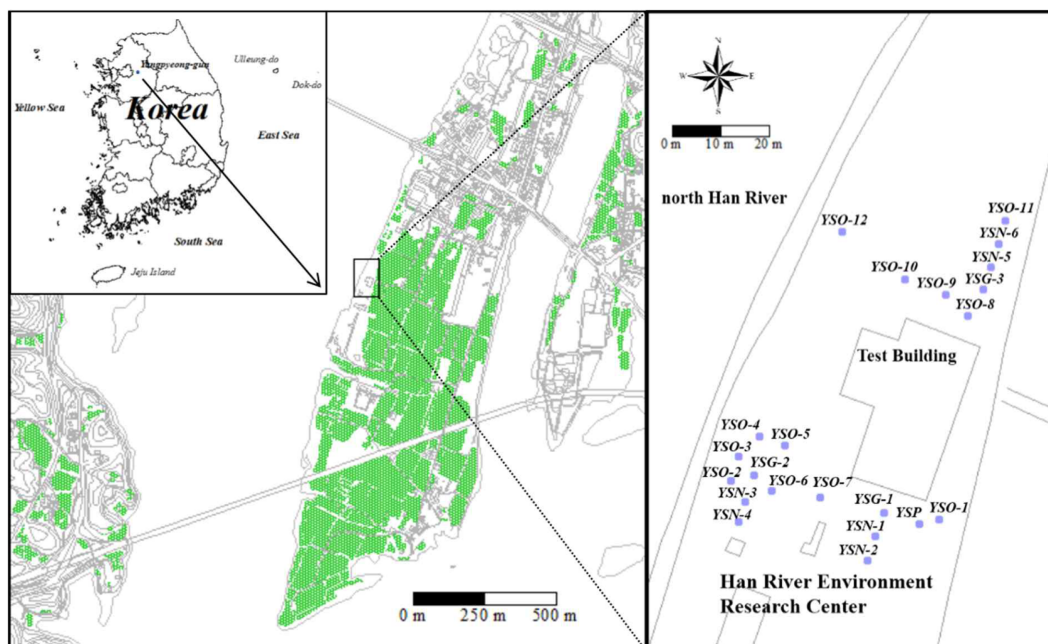 Ulleung-do
Yangpyeong-gun
Dok-do
Yellow Sea
Korea
East Sea
South Sea
Jeju Island
0 m 250 m 500 m
N
W E
S
0 m 10 m 20 m
north Han River
YSO-11
YSO-12
YSN-6
YSN-5
YSO-10
YSG-3
YSO-9
YSO-8
Test Building
YSO-4
YSO-5
YSO-3
YSG-2
YSO-2
YSO-6
YSO-7
YSN-3
YSG-1
YSP
YSO-1
YSN-4
YSN-1
YSN-2
Han River Environment
Research Center